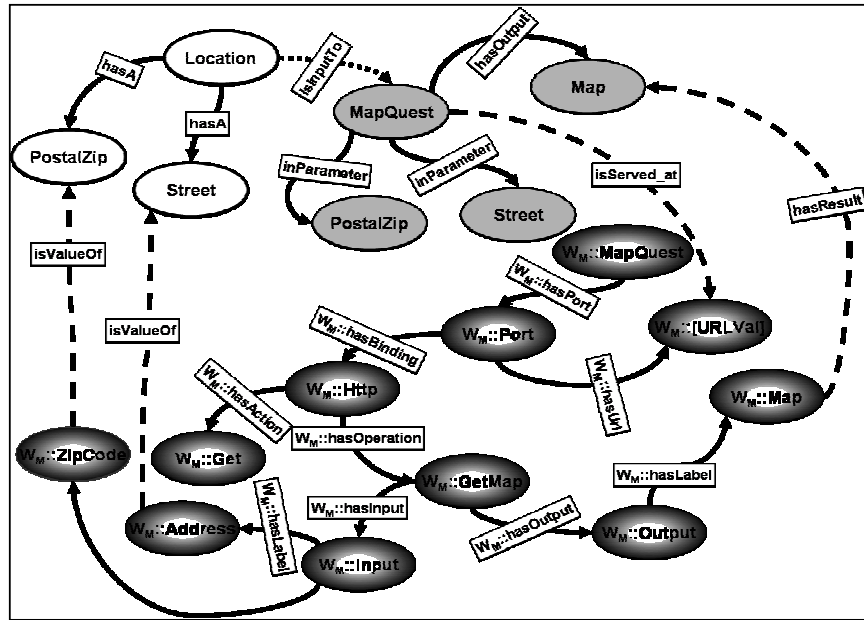 Location
isInputTo
hasOutput
hasA
Map
MapQuest
hasA
PostalZip
Street
inParameter
inParameter
isServed_at
hasResult
PostalZip
Street
isValueOf
WM::MapQuest
WM::hasPort
isValueOf
WM::hasBinding
WM::Port
WM::[URLVal]
WM::hasUrl
WM::Http
WM::Map
WM::hasAction
WM::hasOperation
WM::ZipCode
WM::Get
WM::GetMap
WM::hasLabel
WM::hasInput
WM::Address
WM::hasLabel
WM::hasOutput
WM::Output
WM::Input